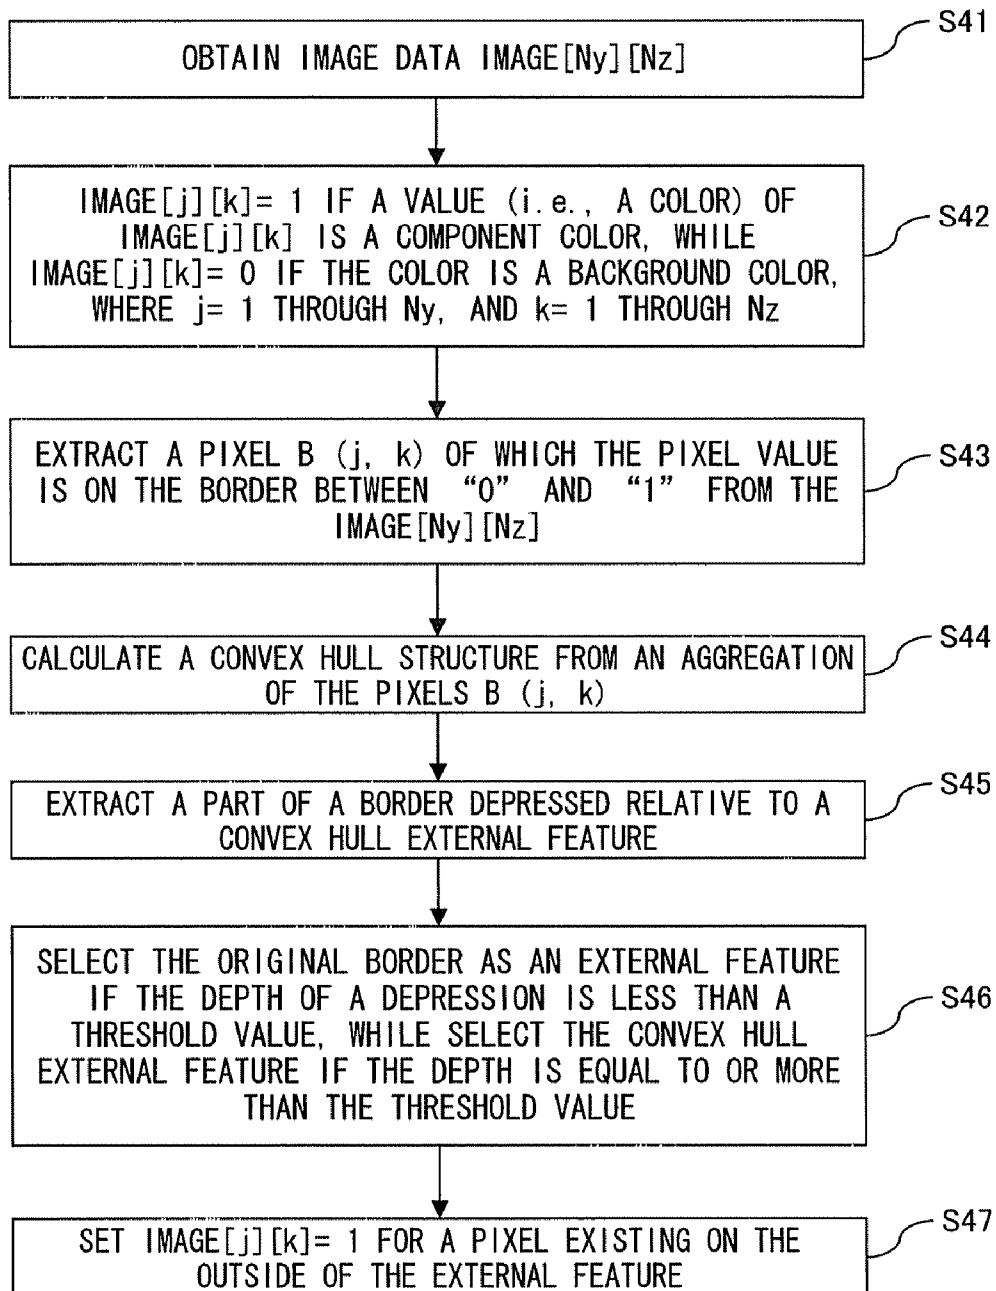 S41
OBTAIN IMAGE DATA IMAGE[Ny][Nz]
IMAGE[j][k]= 1 IF A VALUE (i.e., A COLOR) OF
IMAGE[j][k] IS A COMPONENT COLOR, WHILE
IMAGE[j][k]= 0 IF THE COLOR IS A BACKGROUND COLOR,
WHERE j= 1 THROUGH Ny, AND k= 1 THROUGH Nz
S42
EXTRACT A PIXEL B (j, k) OF WHICH THE PIXEL VALUE
IS ON THE BORDER BETWEEN “0” AND “1” FROM THE
IMAGE[Ny][Nz]
S43
CALCULATE A CONVEX HULL STRUCTURE FROM AN AGGREGATION
OF THE PIXELS B (j, k)
S44
EXTRACT A PART OF A BORDER DEPRESSED RELATIVE TO A
CONVEX HULL EXTERNAL FEATURE
S45
SELECT THE ORIGINAL BORDER AS AN EXTERNAL FEATURE
IF THE DEPTH OF A DEPRESSION IS LESS THAN A
THRESHOLD VALUE, WHILE SELECT THE CONVEX HULL
EXTERNAL FEATURE IF THE DEPTH IS EQUAL TO OR MORE
THAN THE THRESHOLD VALUE
S46
SET IMAGE[j][k]= 1 FOR A PIXEL EXISTING ON THE
OUTSIDE OF THE EXTERNAL FEATURE
S47